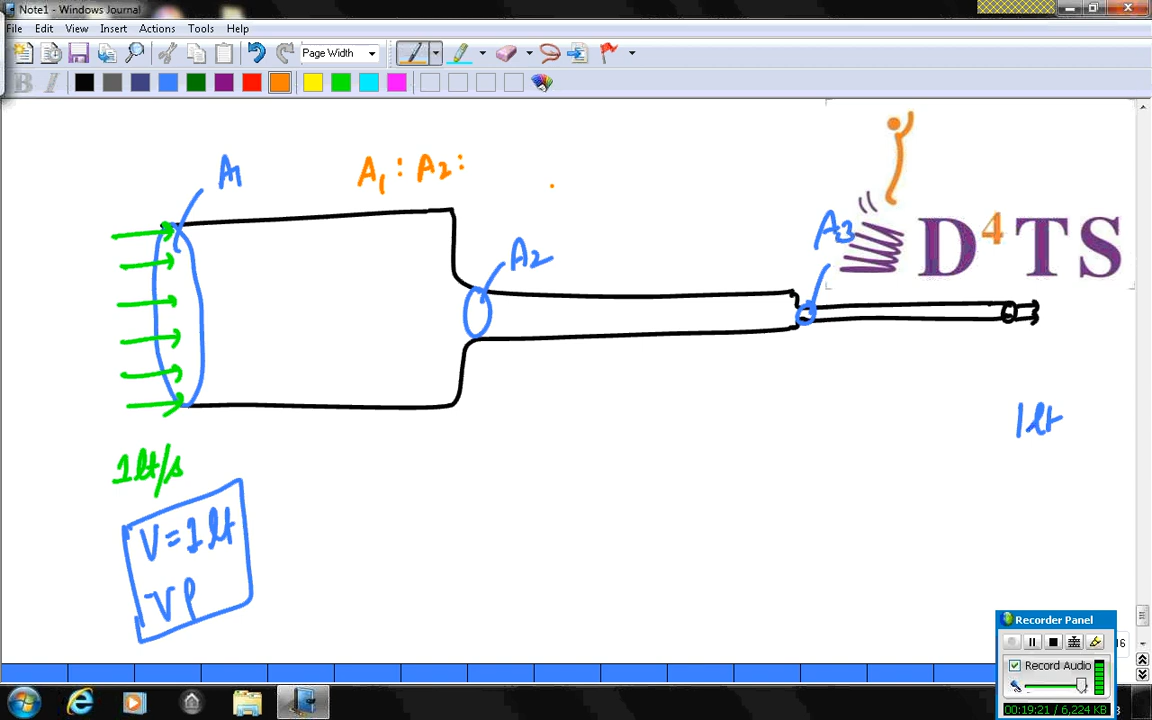 Note1 - Windows Journal
File Edit View Insert Actions Tools Help
Page Width
B I
A1
A1 : A2 :
A2
A3
D4TS
1lt/s
1lt
V=1lt
Recorder Panel
Record Audio
00:19:21 / 6,224 KB